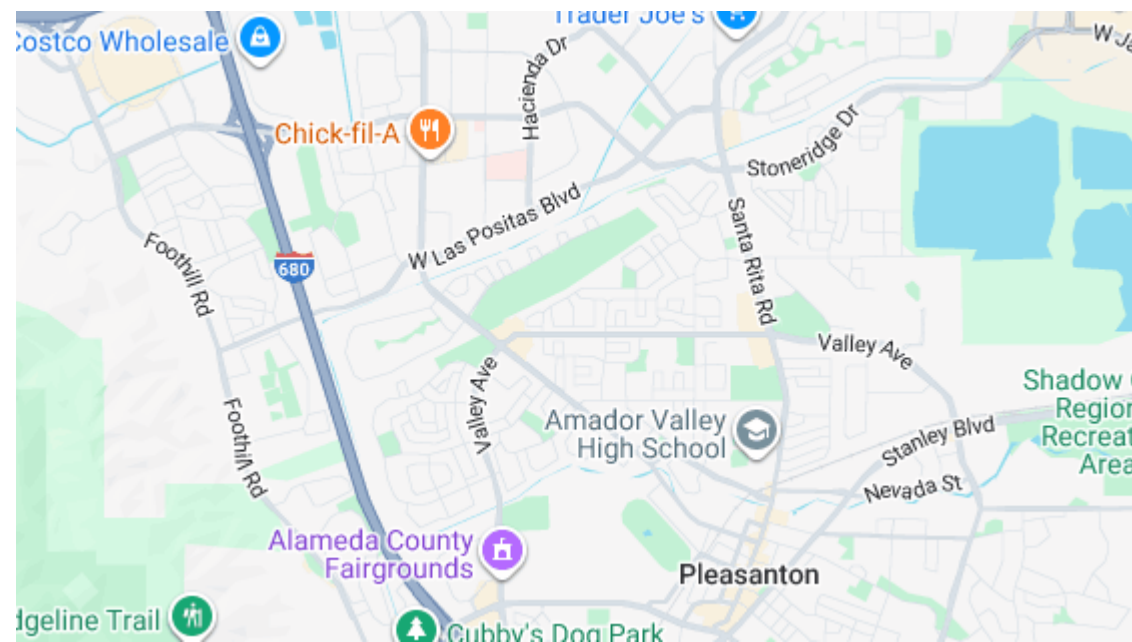 Trader Joe's
Costco Wholesale
W Ja
Hacienda Dr
Chick-fil-A
Stoneridge Dr
W Las Positas Blvd
Santa Rita Rd
Foothill Rd
680
Valley Ave
Valley Ave
Foothill Rd
Shadow
Region
Recreat
Area
Amador Valley
High School
Stanley Blvd
Nevada St
Alameda County
Fairgrounds
Pleasanton
dgeline Trail
Cubby's Dog Park